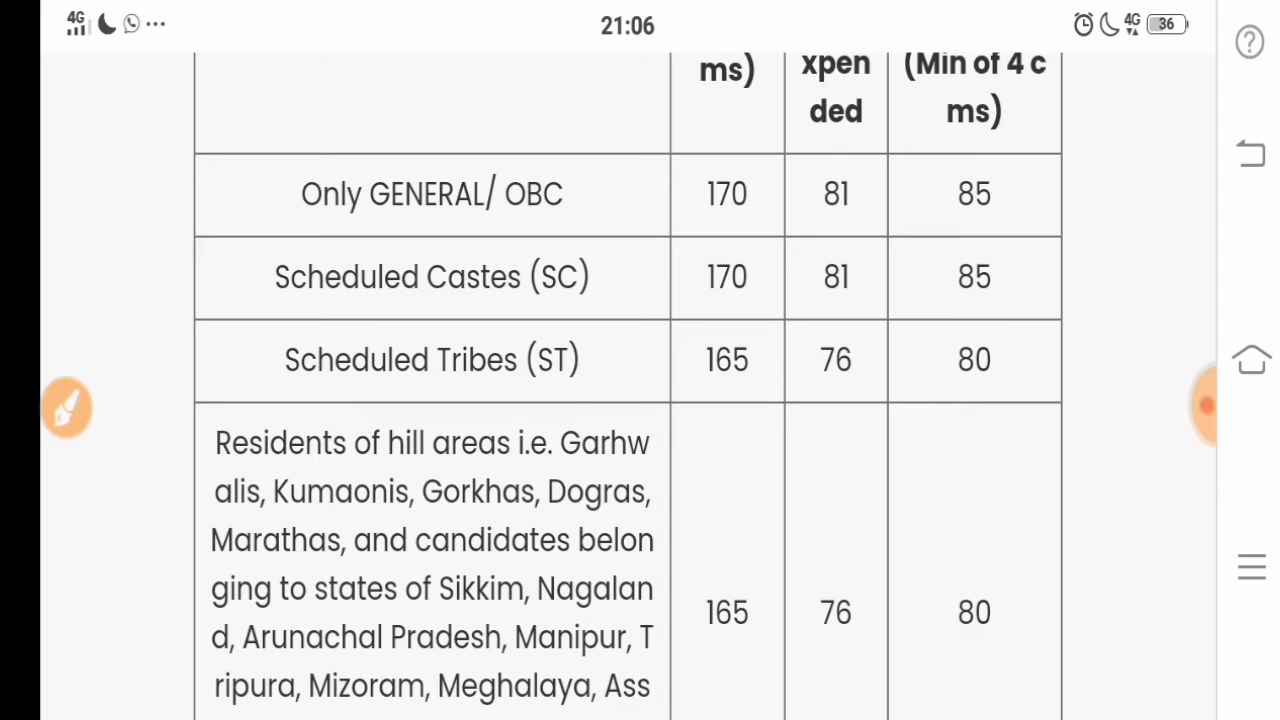 4G 21:06 4G 36
ms) xpen (Min of 4 c
ded ms)
Only GENERAL/ OBC 170 81 85
Scheduled Castes (SC) 170 81 85
Scheduled Tribes (ST) 165 76 80
Residents of hill areas i.e. Garhw
alis, Kumaonis, Gorkhas, Dogras,
Marathas, and candidates belon
ging to states of Sikkim, Nagalan
165 76 80
d, Arunachal Pradesh, Manipur, T
ripura, Mizoram, Meghalaya, Ass